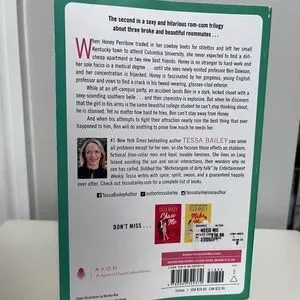 The second in a sexy and hilarious rom-com trilogy
about three broke and beautiful roommates . . .
When Honey Perribow traded in her cowboy boots for stilettos and left her small
Kentucky town to attend Columbia University, she never expected to find a dirt-
cheap apartment or two new best friends. Honey is no stranger to hard work and
her sole focus is a medical degree . . . until she sees newly minted professor Ben Dawson,
and her concentration is hijacked. Honey is fascinated by her gorgeous, young English
professor and vows to find a crack in his tweed-wearing, glasses-clad exterior.
While at an off-campus party, an accident lands Ben in a dark, locked closet with a
sexy-sounding southern belle . . . and their chemistry is explosive. But when he discovers
that the girl in his arms is the same beautiful college student he can't stop thinking about,
he is stunned. Yet no matter how hard he tries, Ben can't stay away from Honey.
And when his attempts to fight their attraction nearly ruin the best thing that ever
happened to him, Ben will do anything to prove how much he needs her.
#1 New York Times bestselling author TESSA BAILEY can solve
all problems except for her own, so she focuses those efforts on stubborn,
fictional blue-collar men and loyal, lovable heroines. She lives on Long
Island avoiding the sun and social interactions, then wonders why no
one has called. Dubbed the "Michelangelo of dirty talk" by Entertainment
Weekly, Tessa writes with spice, spirit, swoon, and a guaranteed happily
ever after. Check out tessabailey.com for a complete list of books.
TessaBaileyAuthor
authortessabailey
tessabaileyisanauthor
DON'T MISS . . .
TESSA BAILEY
Chase Me
TESSA BAILEY
Make Me
NEED ME
AVON